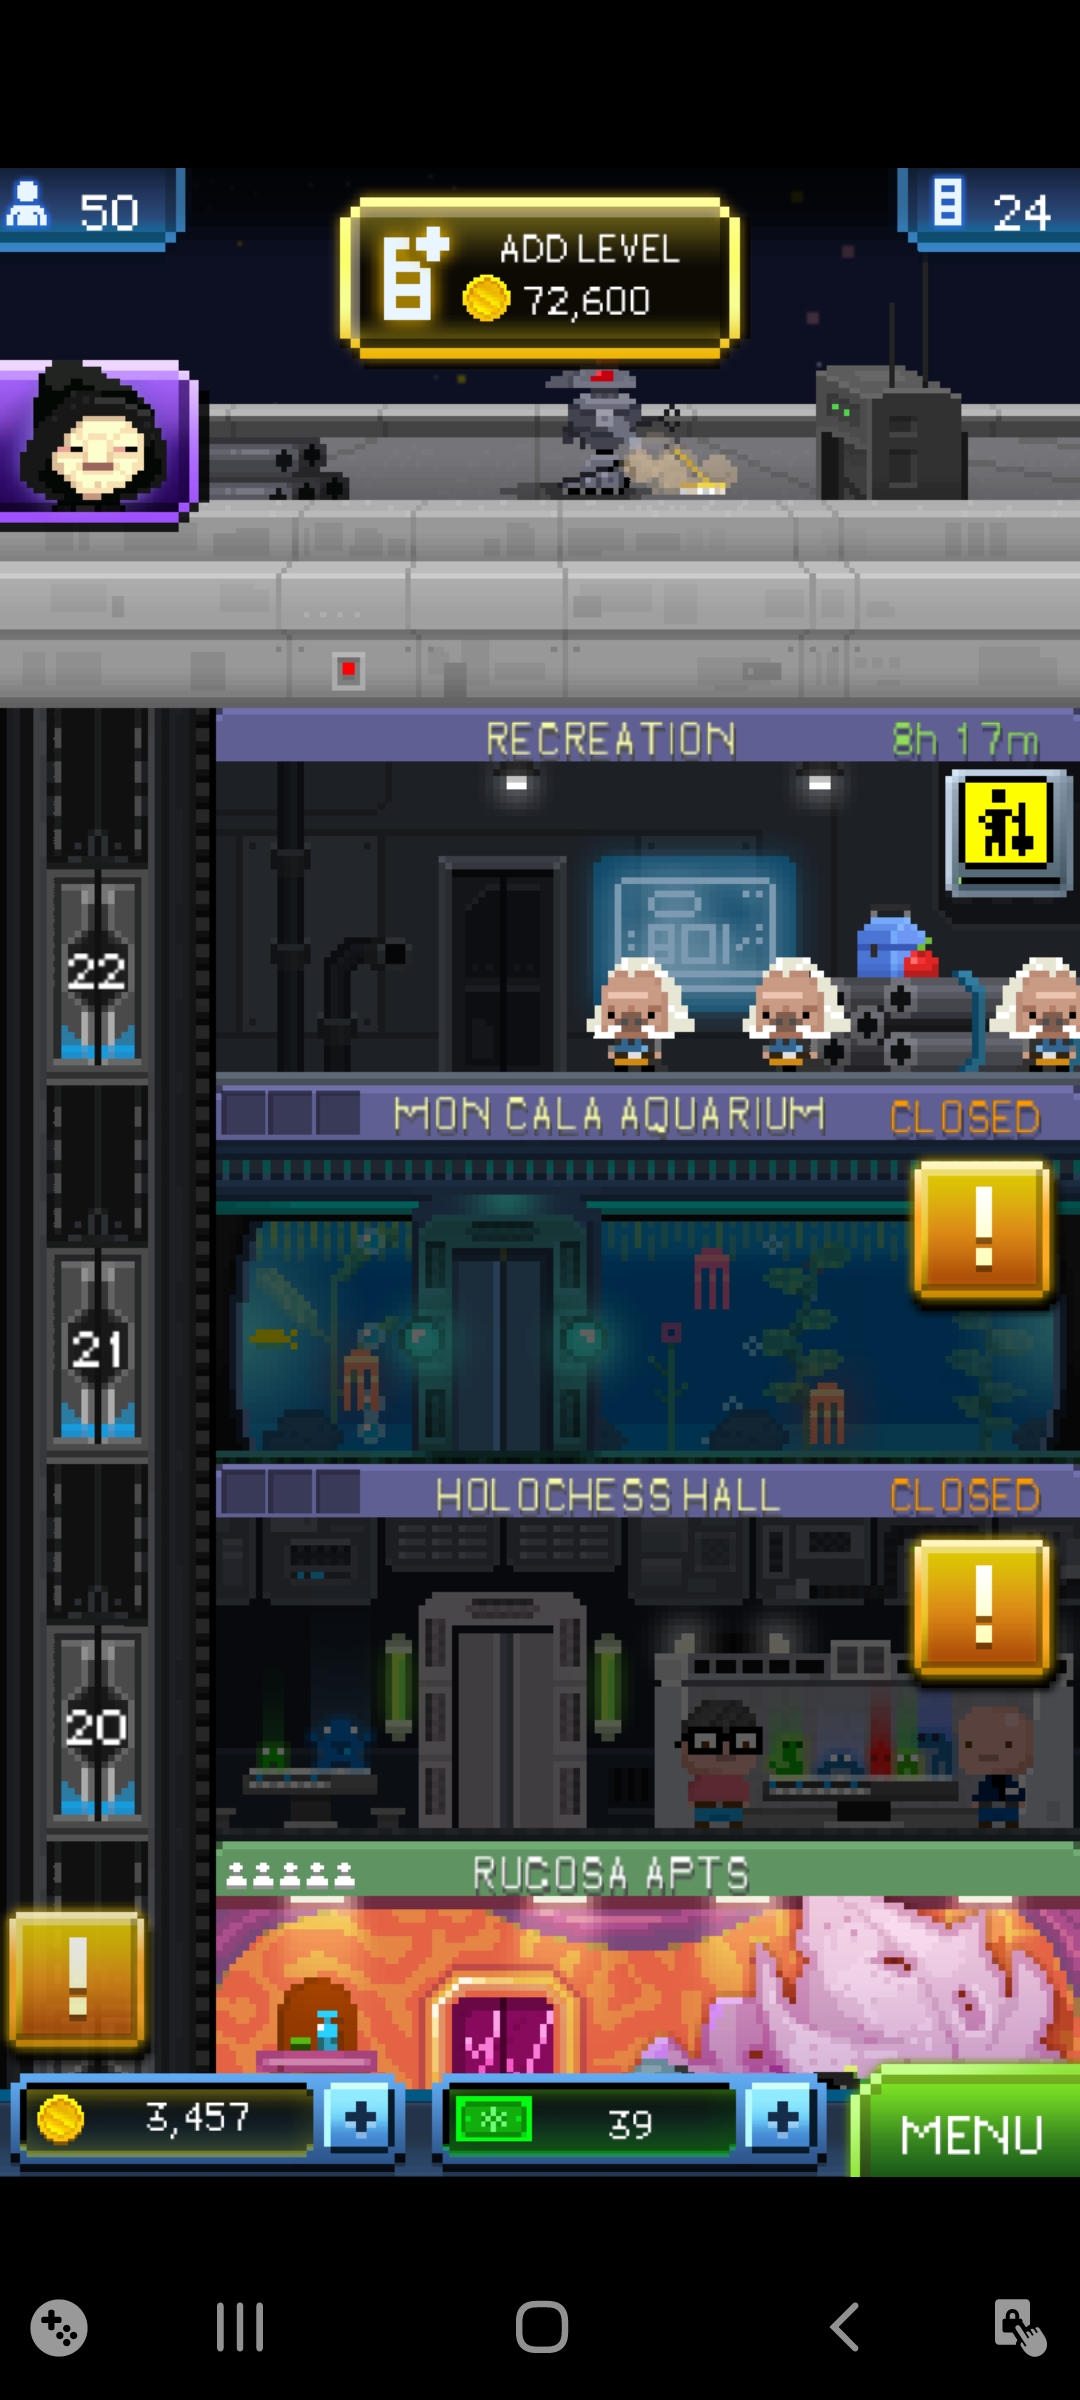 50
ADD LEVEL
72,600
24
RECREATION 8h 17m
22
MON CALA AQUARIUM CLOSED
!
21
HOLOCHESS HALL CLOSED
!
20
RUCOSA APTS
!
3,457 + 39 + MENU